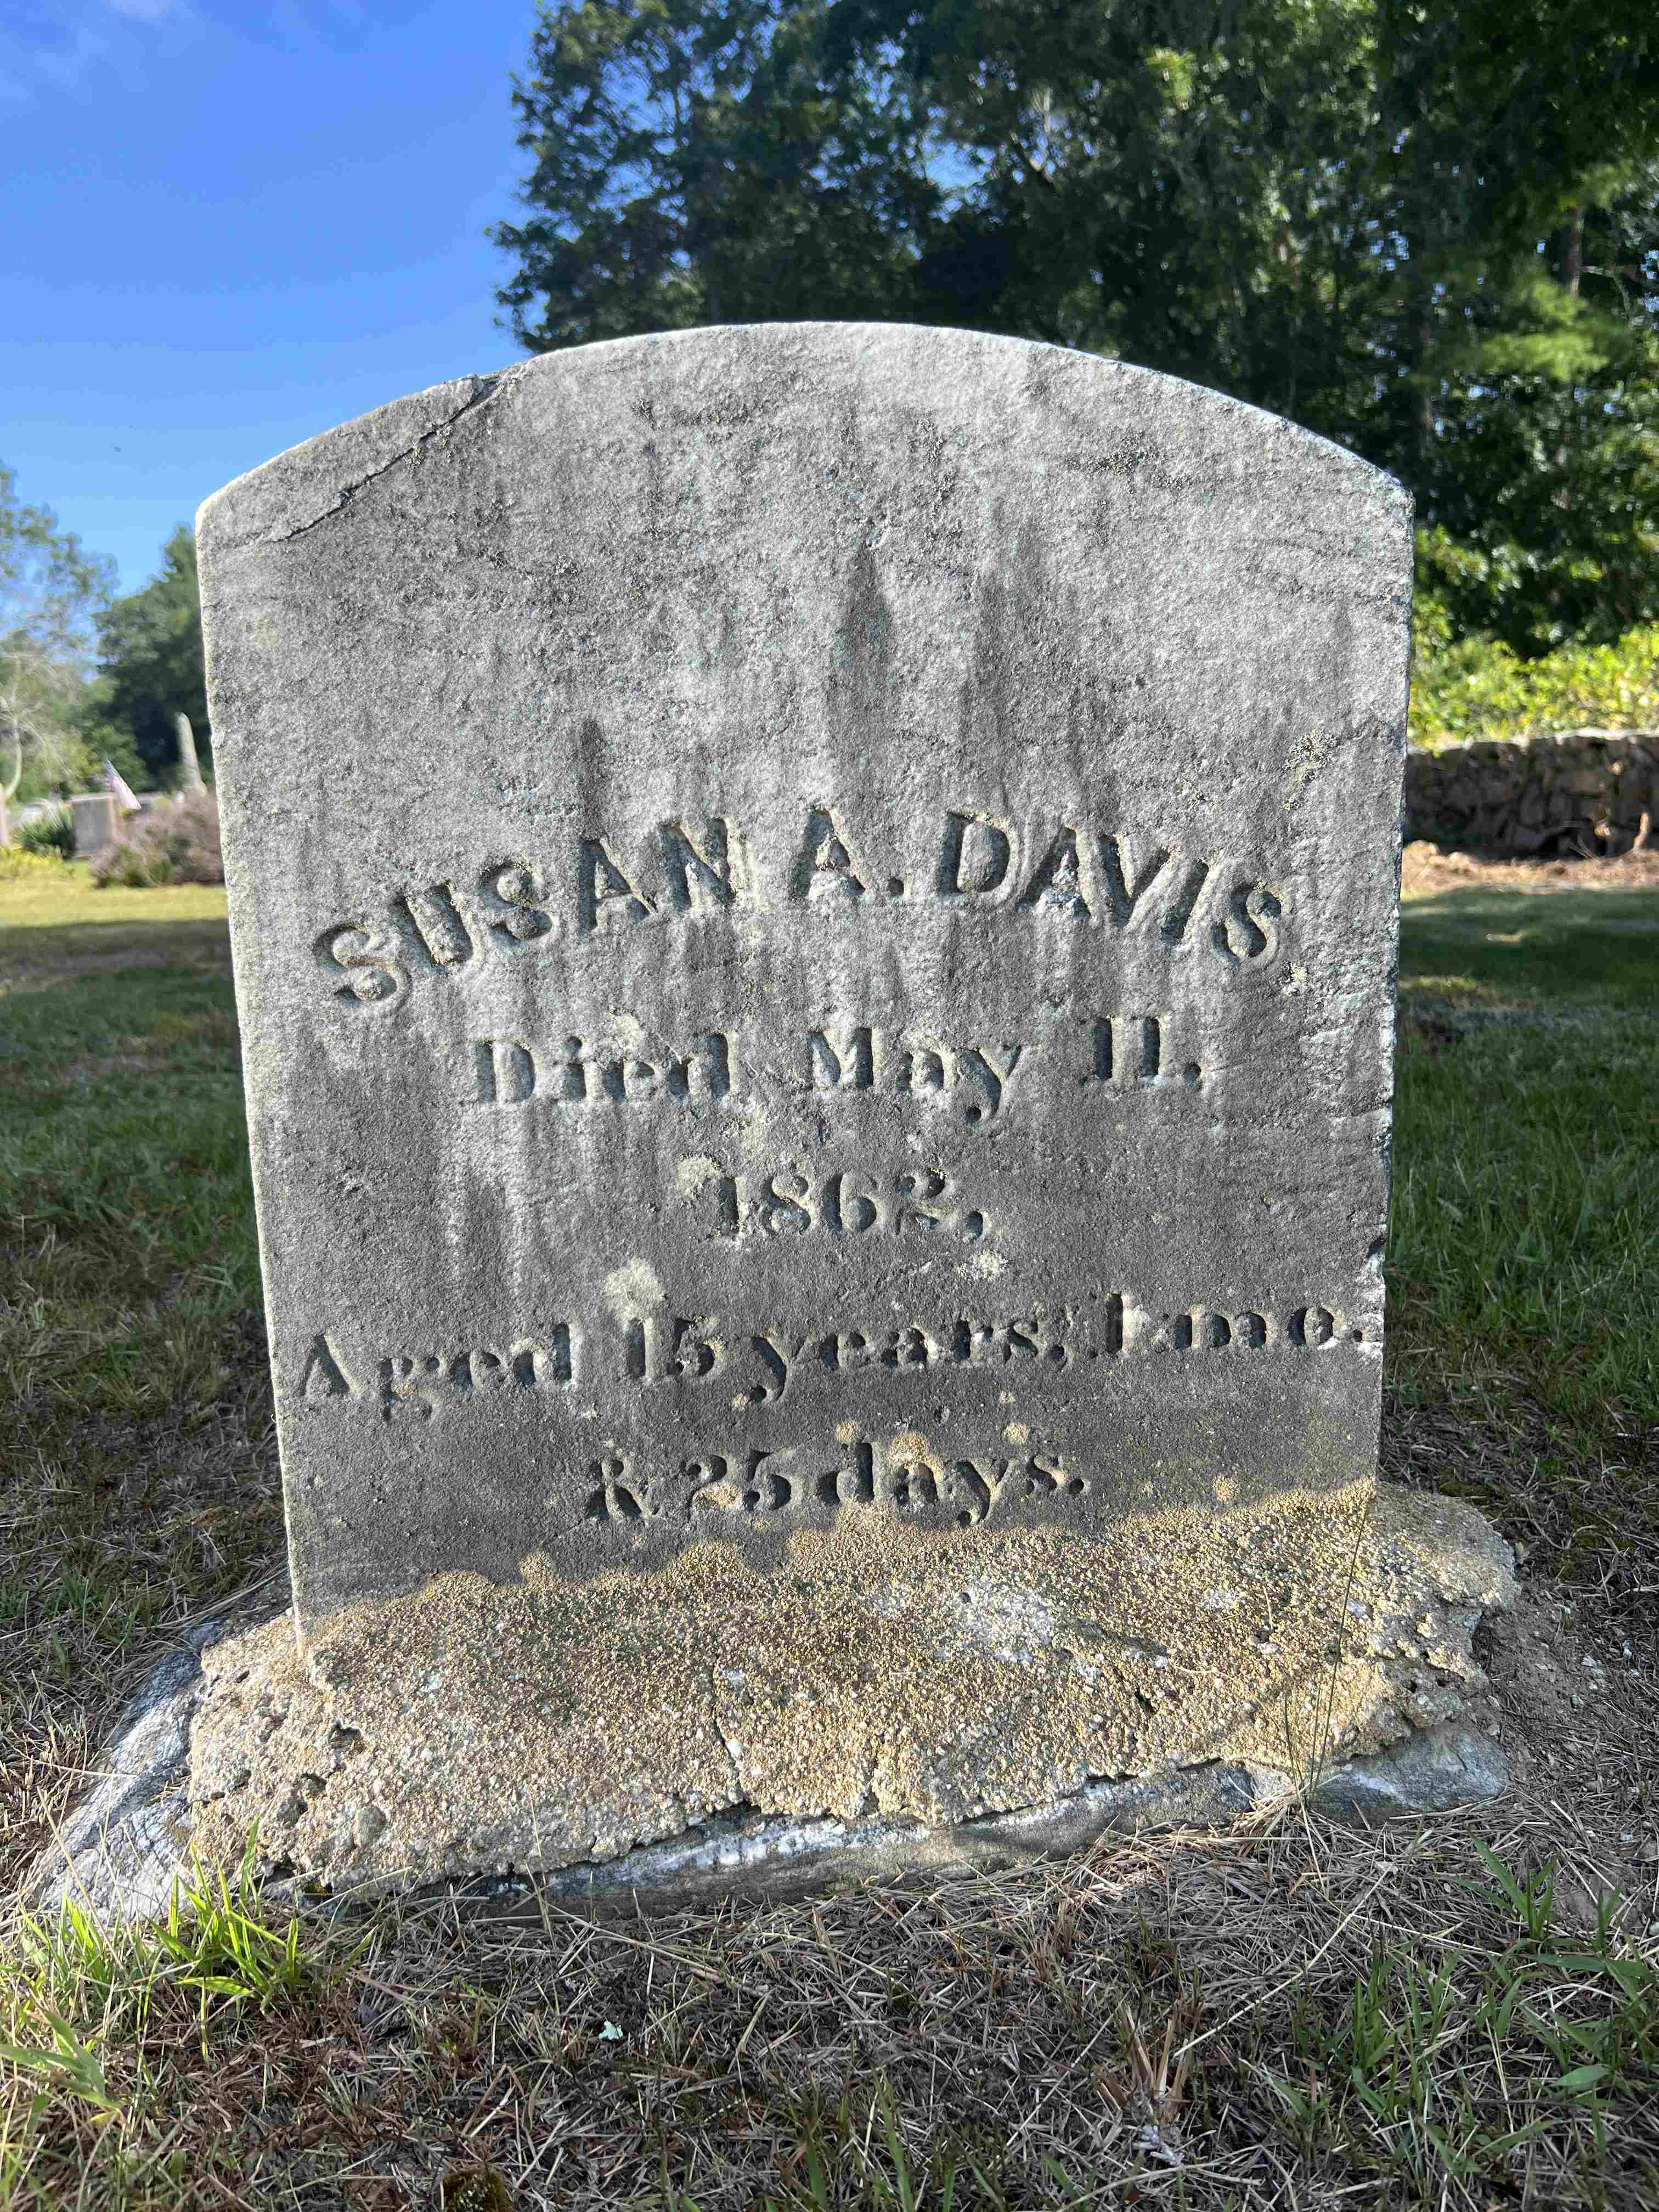 SUSAN A. DAVIS.
Died May 11,
1862,
Aged 15 years, 1 mo.
& 25 days.